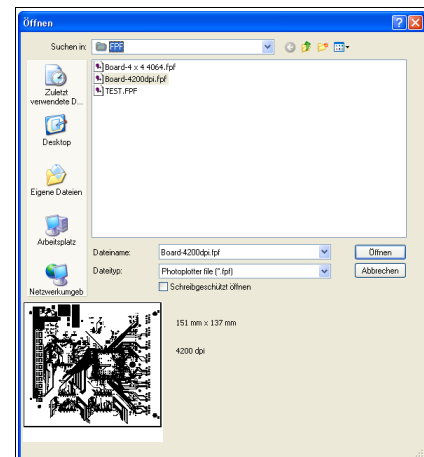 Öffnen
Suchen in:
FPF
Board-4 x 4 4064.fpf
Board-4200dpi.fpf
TEST.FPF
Zuletzt
verwendete D...
Desktop
Eigene Dateien
Arbeitsplatz
Netzwerkumgeb
Dateiname:
Board-4200dpi.fpf
Öffnen
Dateityp:
Photoplotter file (*.fpf)
Abbrechen
Schreibgeschützt öffnen
151 mm x 137 mm
4200 dpi